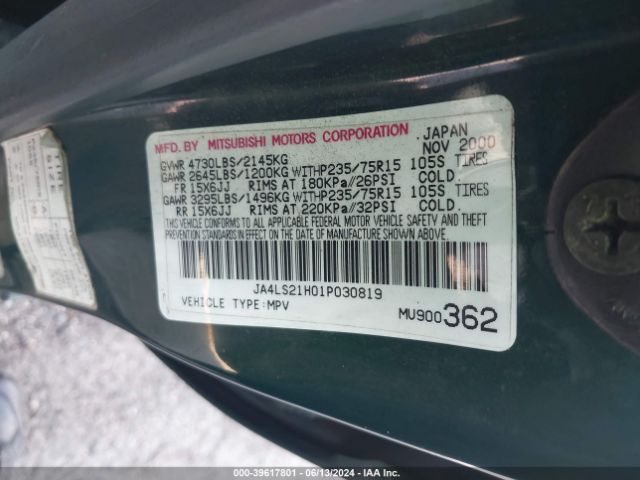 MFD. BY MITSUBISHI MOTORS CORPORATION JAPAN
GVWR 4730LBS/2145KG NOV 2000
GAWR 2645LBS/1200KG WITHP235/75R15 105S TIRES
FR 15X6JJ RIMS AT 180KPa//26PSI COLD.
GAWR 3295LBS/1496KG WITHP235/75R15 105S TIRES
RR 15X6JJ RIMS AT 220KPa//32PSI COLD.
THIS VEHICLE CONFORMS TO ALL APPLICABLE FEDERAL MOTOR VEHICLE SAFETY AND THEFT PREVENTION
STANDARDS IN EFFECT ON THE DATE OF MANUFACTURE SHOWN ABOVE.
JA4LS21H01P030819
VEHICLE TYPE:MPV
MU900362
TIRE
SIZE
000-39617801 - 06/13/2024 - IAA Inc.